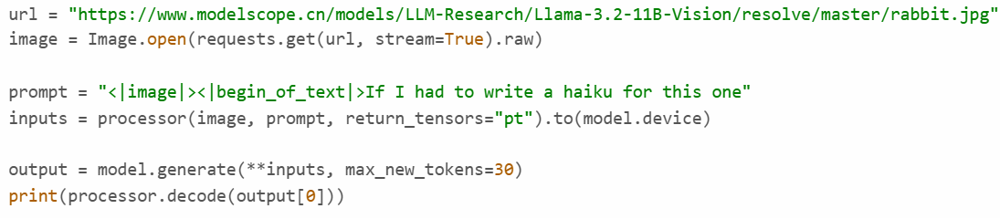 url = "https://www.modelscope.cn/models/LLM-Research/Llama-3.2-11B-Vision/resolve/master/rabbit.jpg"
image = Image.open(requests.get(url, stream=True).raw)
prompt = "<|image|><|begin_of_text|>If I had to write a haiku for this one"
inputs = processor(image, prompt, return_tensors="pt").to(model.device)
output = model.generate(**inputs, max_new_tokens=30)
print(processor.decode(output[0]))